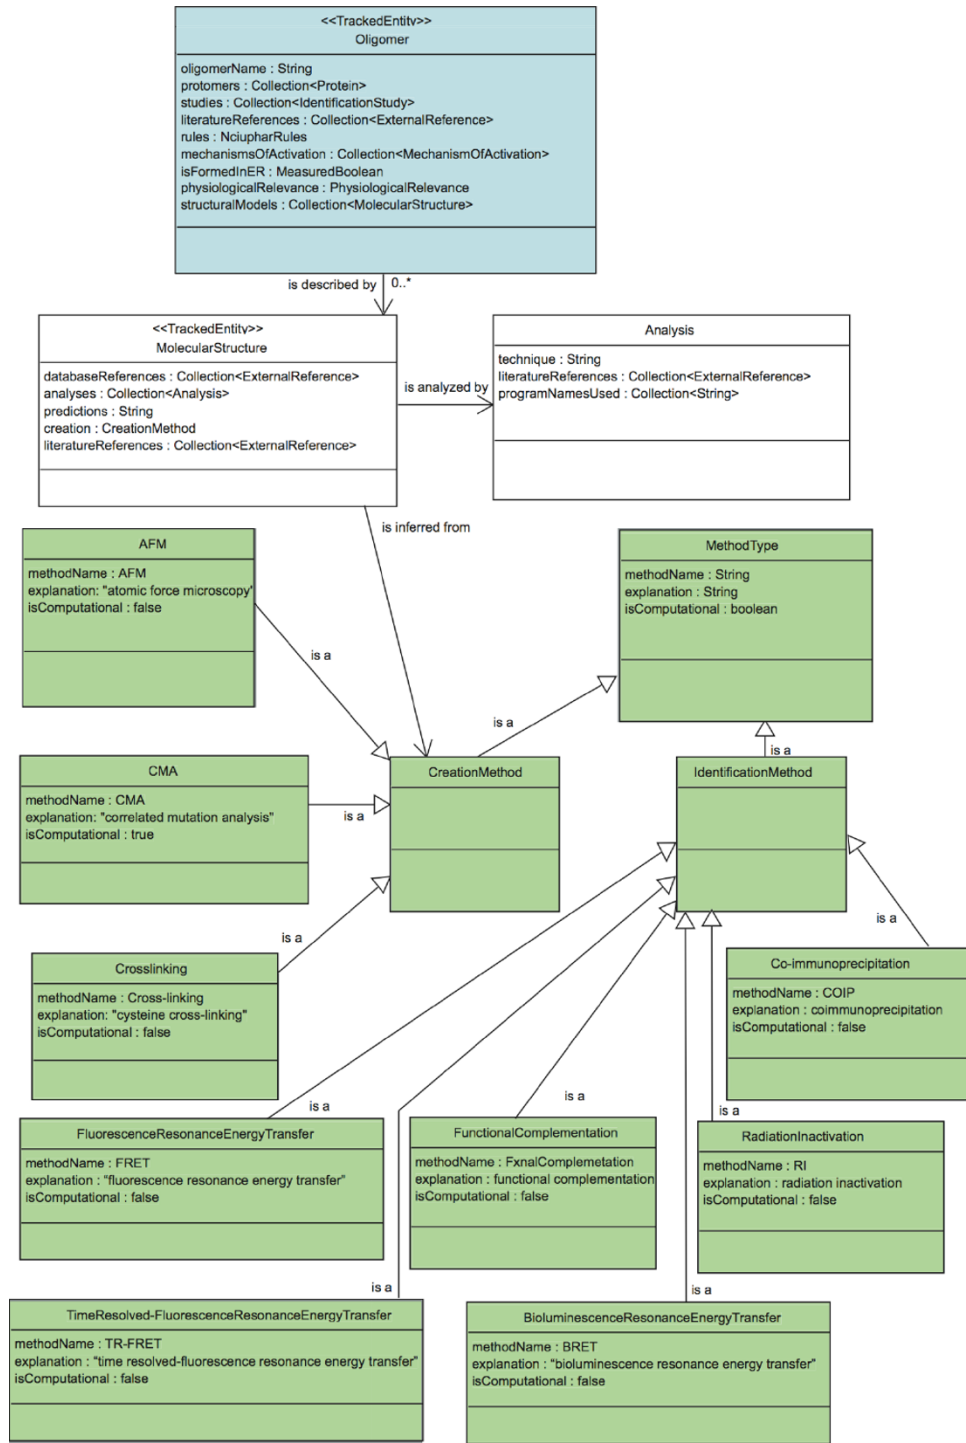 <<TrackedEntity>>
Oligomer
oligomerName : String
protomers : Collection<Protein>
studies : Collection<IdentificationStudy>
literatureReferences : Collection<ExternalReference>
rules : NciupharRules
mechanismsOfActivation : Collection<MechanismOfActivation>
isFormedInER : MeasuredBoolean
physiologicalRelevance : PhysiologicalRelevance
structuralModels : Collection<MolecularStructure>
is described by
0..*
<<TrackedEntity>>
MolecularStructure
databaseReferences : Collection<ExternalReference>
analyses : Collection<Analysis>
predictions : String
creation : CreationMethod
literatureReferences : Collection<ExternalReference>
is analyzed by
Analysis
technique : String
literatureReferences : Collection<ExternalReference>
programNamesUsed : Collection<String>
is inferred from
AFM
methodName : AFM
explanation: "atomic force microscopy"
isComputational : false
is a
MethodType
methodName : String
explanation : String
isComputational : boolean
is a
is a
CMA
methodName : CMA
explanation: "correlated mutation analysis"
isComputational : true
is a
CreationMethod
IdentificationMethod
is a
is a
Crosslinking
methodName : Cross-linking
explanation: "cysteine cross-linking"
isComputational : false
Co-immunoprecipitation
methodName : COIP
explanation : coimmunoprecipitation
isComputational : false
is a
is a
is a
FluorescenceResonanceEnergyTransfer
methodName : FRET
explanation : "fluorescence resonance energy transfer"
isComputational : false
FunctionalComplementation
methodName : FxnalComplemetation
explanation : functional complementation
isComputational : false
RadiationInactivation
methodName : RI
explanation : radiation inactivation
isComputational : false
is a
is a
TimeResolved-FluorescenceResonanceEnergyTransfer
methodName : TR-FRET
explanation : "time resolved-fluorescence resonance energy transfer"
isComputational : false
BioluminescenceResonanceEnergyTransfer
methodName : BRET
explanation : "bioluminescence resonance energy transfer"
isComputational : false